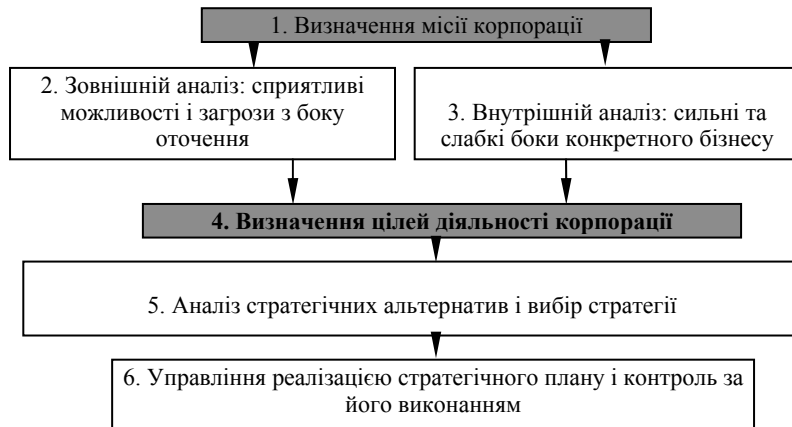 1. Визначення місії корпорації
2. Зовнішній аналіз: сприятливі
можливості і загрози з боку
оточення
3. Внутрішній аналіз: сильні та
слабкі боки конкретного бізнесу
4. Визначення цілей діяльності корпорації
5. Аналіз стратегічних альтернатив і вибір стратегії
6. Управління реалізацією стратегічного плану і контроль за
його виконанням